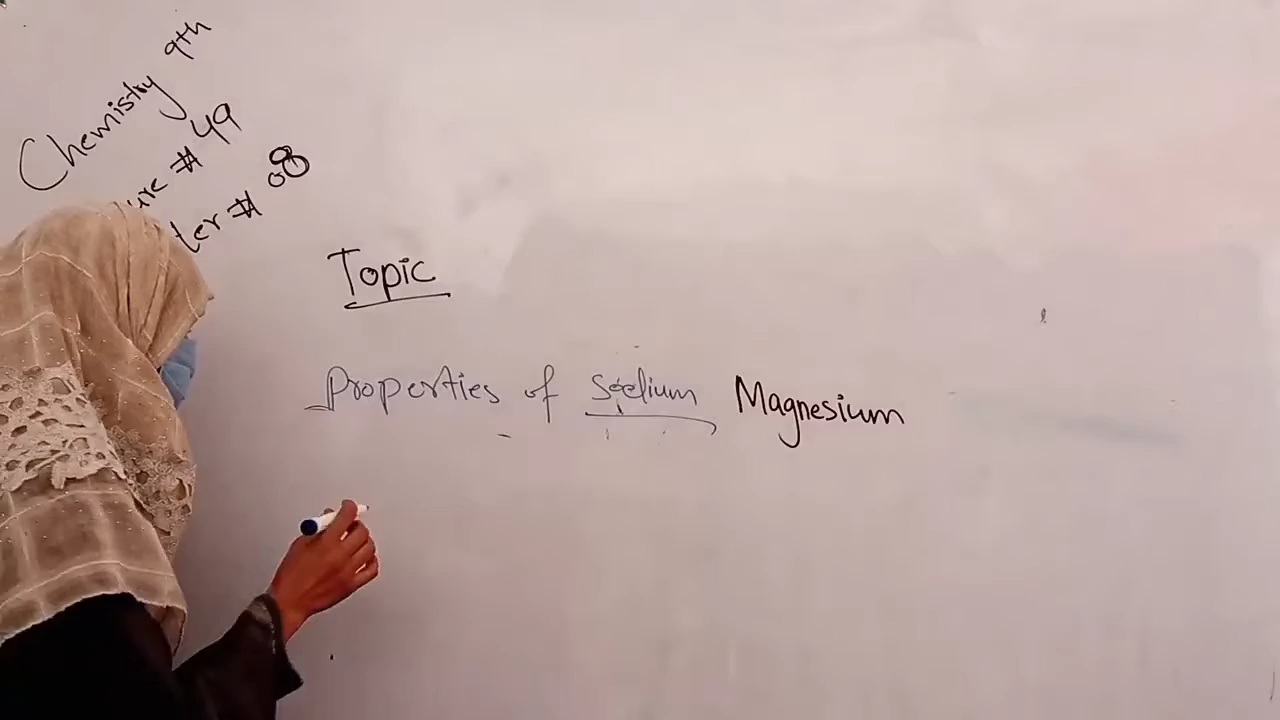 Chemistry 9th
ure # 49
ter # 08
Topic
Properties of Sodium Magnesium